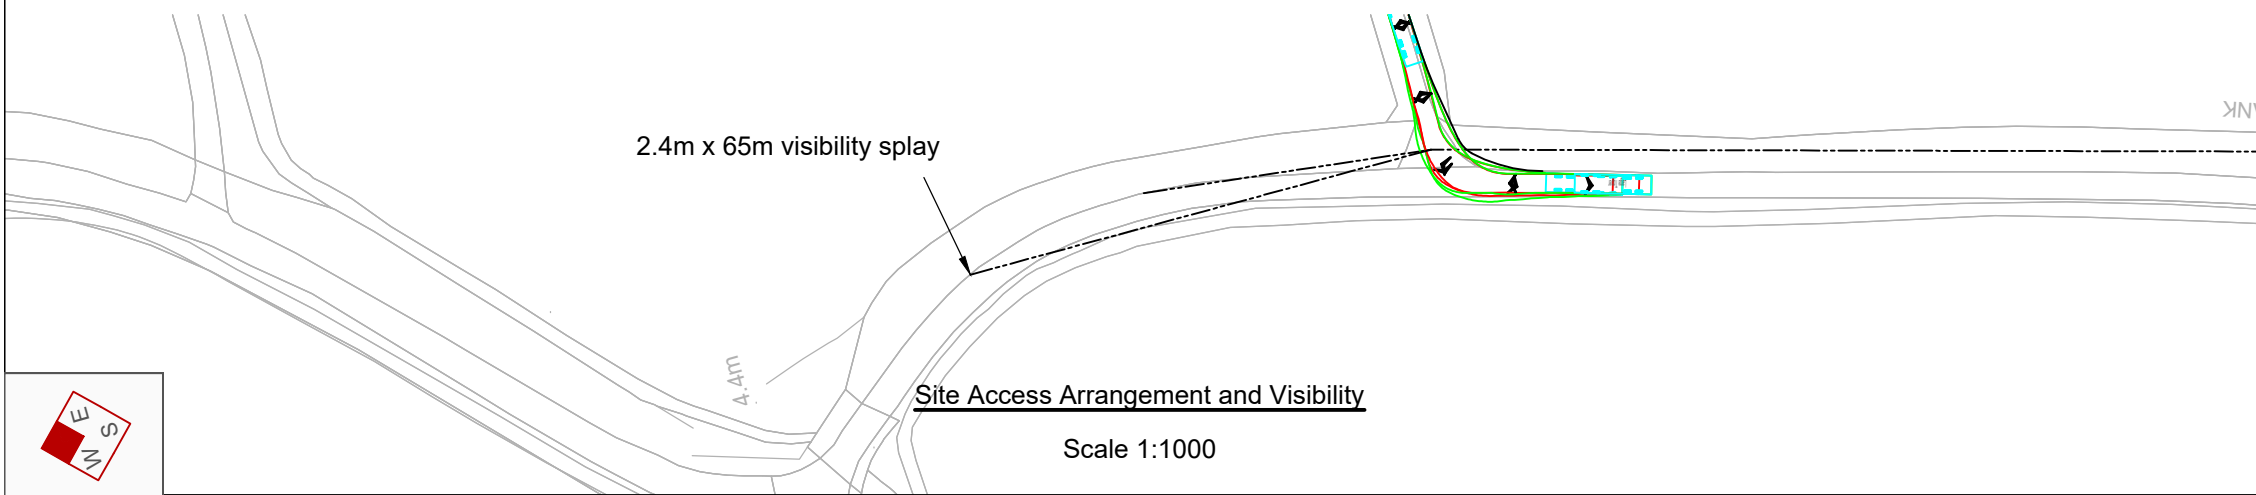 2.4m x 65m visibility splay
4.4m
Site Access Arrangement and Visibility
Scale 1:1000
E
S
W